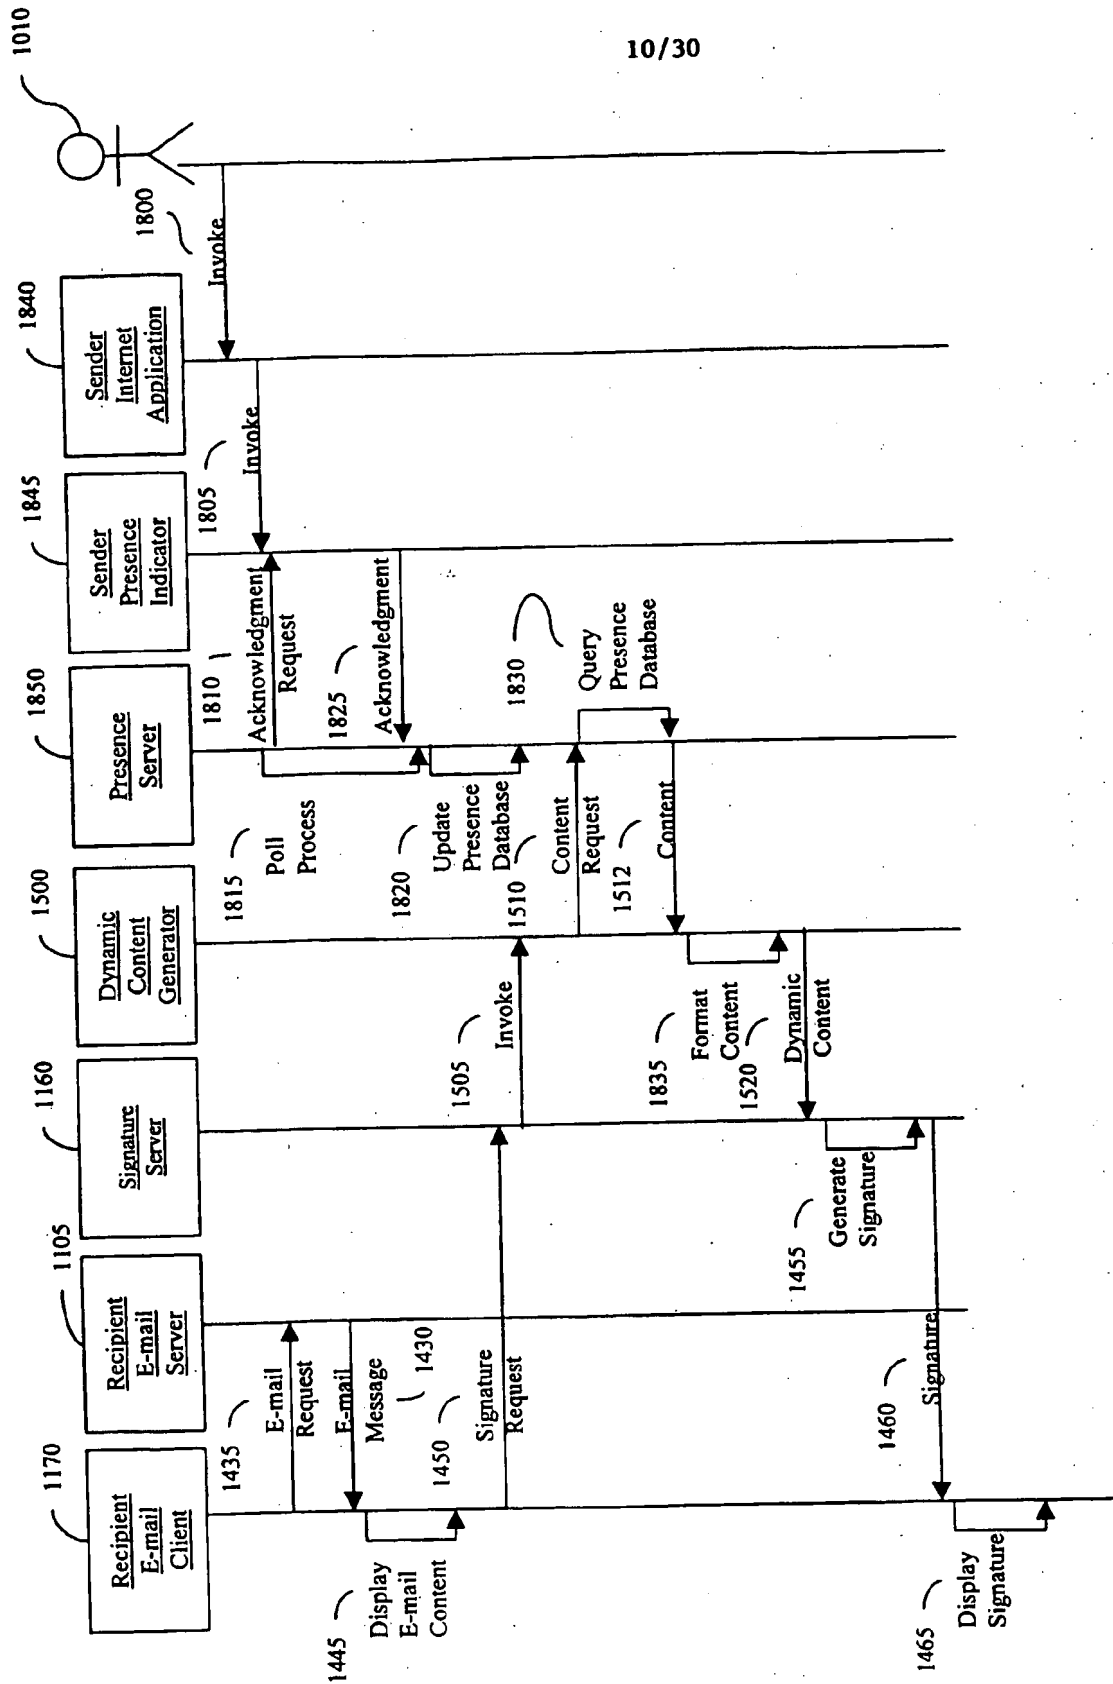 10/30
1170
Recipient
E-mail
Client
1105
Recipient
E-mail
Server
1160
Signature
Server
1500
Dynamic
Content
Generator
1850
Presence
Server
1845
Sender
Presence
Indicator
1840
Sender
Internet
Application
1010
1800
Invoke
1805
Invoke
1810
Acknowledgment
Request
1815
Poll
Process
1825
Acknowledgment
1820
Update
Presence
Database
1435
E-mail
Request
E-mail
Message
1430
1445
Display
E-mail
Content
1450
Signature
Request
1505
Invoke
1510
Content
Request
1830
Query
Presence
Database
1512
Content
1835
Format
Content
1520
Dynamic
Content
1455
Generate
Signature
1460
Signature
1465
Display
Signature